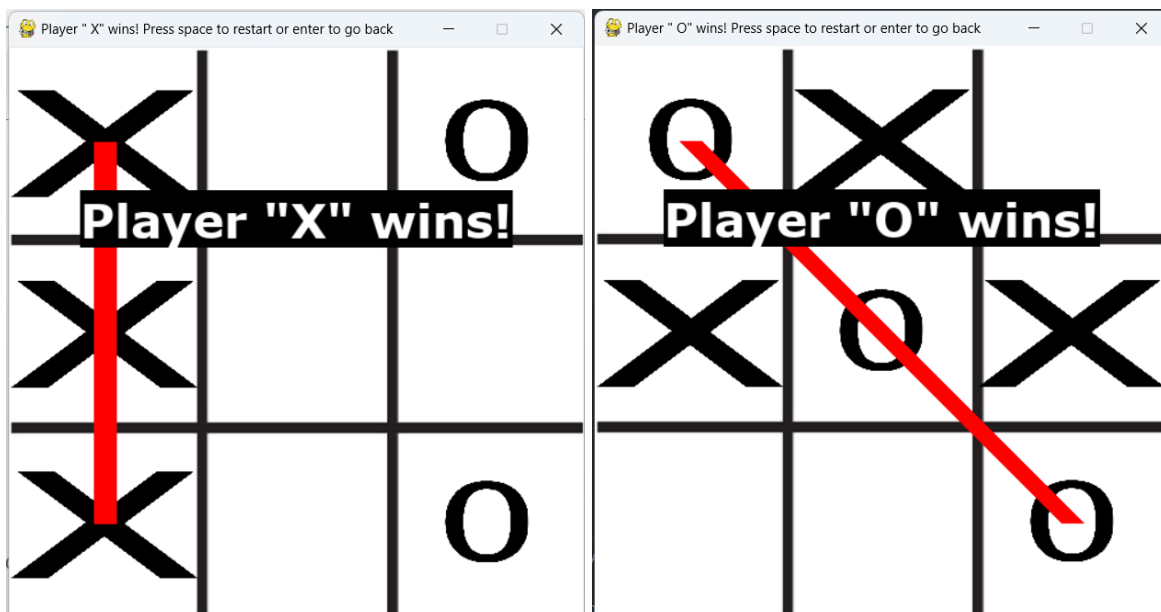 Player " X" wins! Press space to restart or enter to go back
X O
Player "X" wins!
X
X O
Player " O" wins! Press space to restart or enter to go back
O X
Player "O" wins!
X O X
O